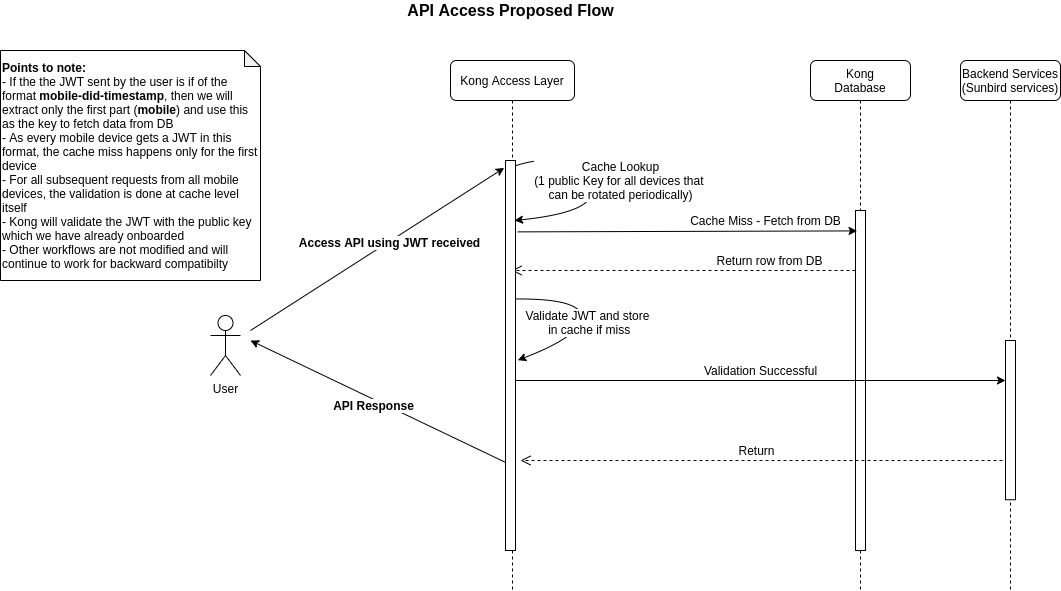 API Access Proposed Flow
Points to note:
- If the the JWT sent by the user is if of the
format mobile-did-timestamp, then we will
extract only the first part (mobile) and use this
as the key to fetch data from DB
- As every mobile device gets a JWT in this
format, the cache miss happens only for the first
device
- For all subsequent requests from all mobile
devices, the validation is done at cache level
itself
- Kong will validate the JWT with the public key
which we have already onboarded
- Other workflows are not modified and will
continue to work for backward compatibilty
Kong Access Layer
Kong
Database
Backend Services
(Sunbird services)
Cache Lookup
(1 public Key for all devices that
can be rotated periodically)
Cache Miss - Fetch from DB
Access API using JWT received
Return row from DB
Validate JWT and store
in cache if miss
Validation Successful
User
API Response
Return